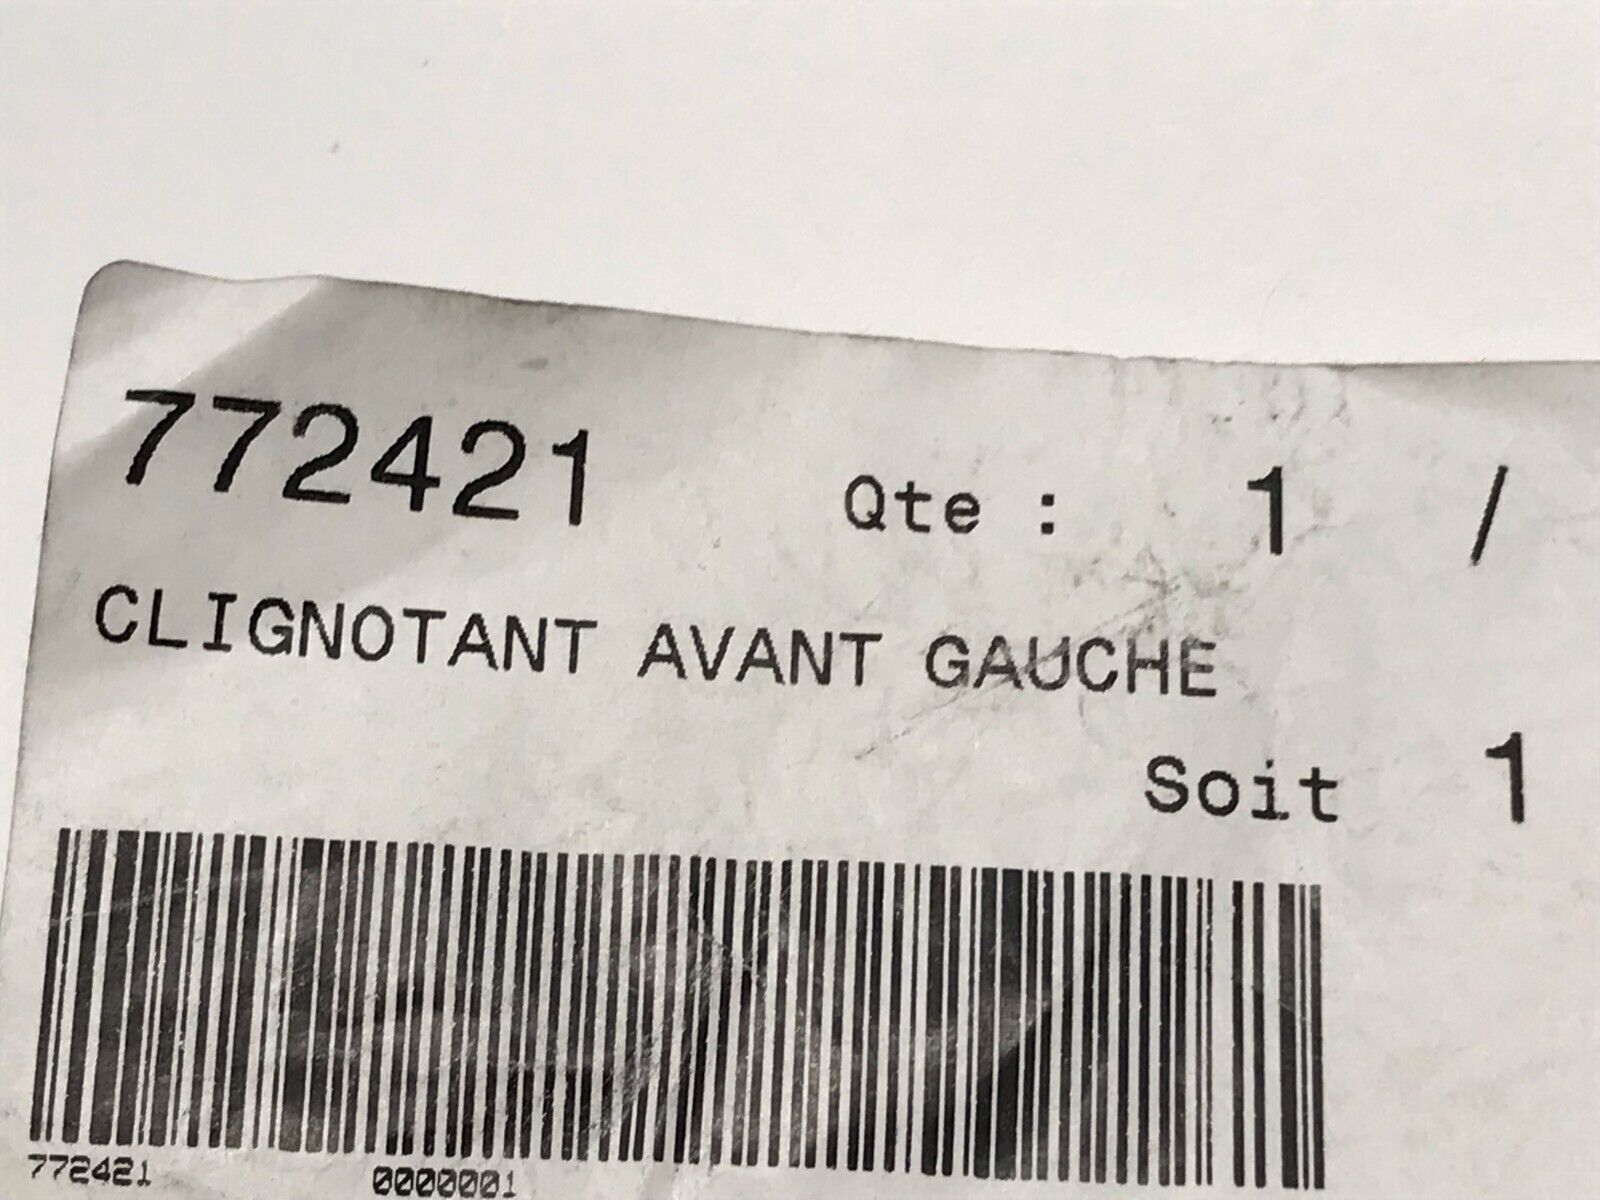 772421 Qte : 1 /
CLIGNOTANT AVANT GAUCHE
Soit 1
772421 0000001